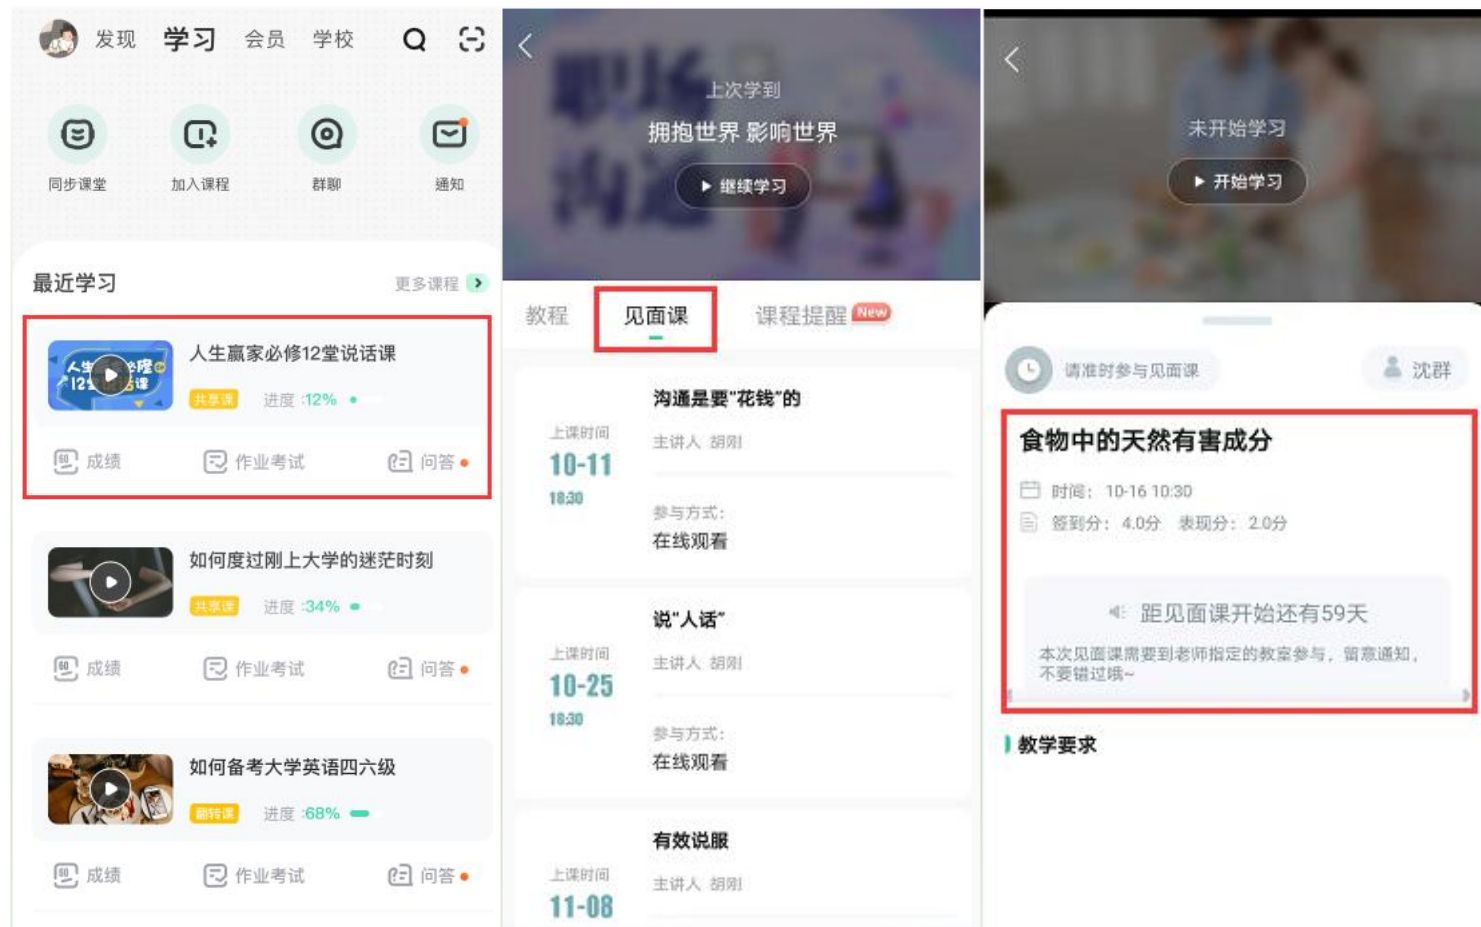 发现 学习 会员 学校
同步课堂 加入课程 群聊 通知
最近学习 更多课程
人生赢家必修12堂说话课
共享课 进度:12%
成绩 作业考试 问答
如何度过刚上大学的迷茫时刻
共享课 进度:34%
成绩 作业考试 问答
如何备考大学英语四六级
翻转课 进度:68%
成绩 作业考试 问答
职场
沟通
上次学到
拥抱世界 影响世界
继续学习
教程 见面课 课程提醒 New
沟通是要"花钱"的
上课时间
主讲人 胡刚
10-11
18:30
参与方式:
在线观看
说"人话"
上课时间
主讲人 胡刚
10-25
18:30
参与方式:
在线观看
有效说服
上课时间
主讲人 胡刚
11-08
未开始学习
开始学习
请准时参与见面课 沈群
食物中的天然有害成分
时间: 10-16 10:30
签到分: 4.0分 表现分: 2.0分
距见面课开始还有59天
本次见面课需要到老师指定的教室参与，留意通知，
不要错过哦~
教学要求